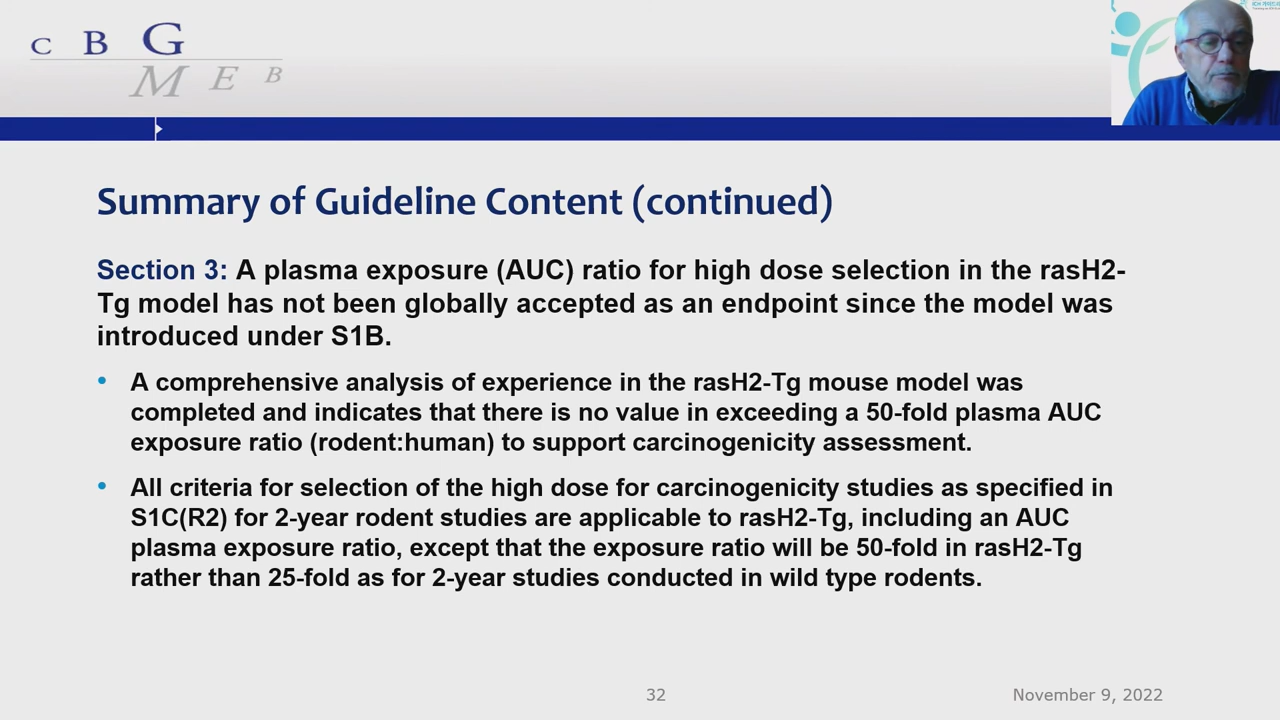 C B G
M E B
Summary of Guideline Content (continued)
Section 3: A plasma exposure (AUC) ratio for high dose selection in the rasH2-
Tg model has not been globally accepted as an endpoint since the model was
introduced under S1B.
• A comprehensive analysis of experience in the rasH2-Tg mouse model was
completed and indicates that there is no value in exceeding a 50-fold plasma AUC
exposure ratio (rodent:human) to support carcinogenicity assessment.
• All criteria for selection of the high dose for carcinogenicity studies as specified in
S1C(R2) for 2-year rodent studies are applicable to rasH2-Tg, including an AUC
plasma exposure ratio, except that the exposure ratio will be 50-fold in rasH2-Tg
rather than 25-fold as for 2-year studies conducted in wild type rodents.
32
November 9, 2022